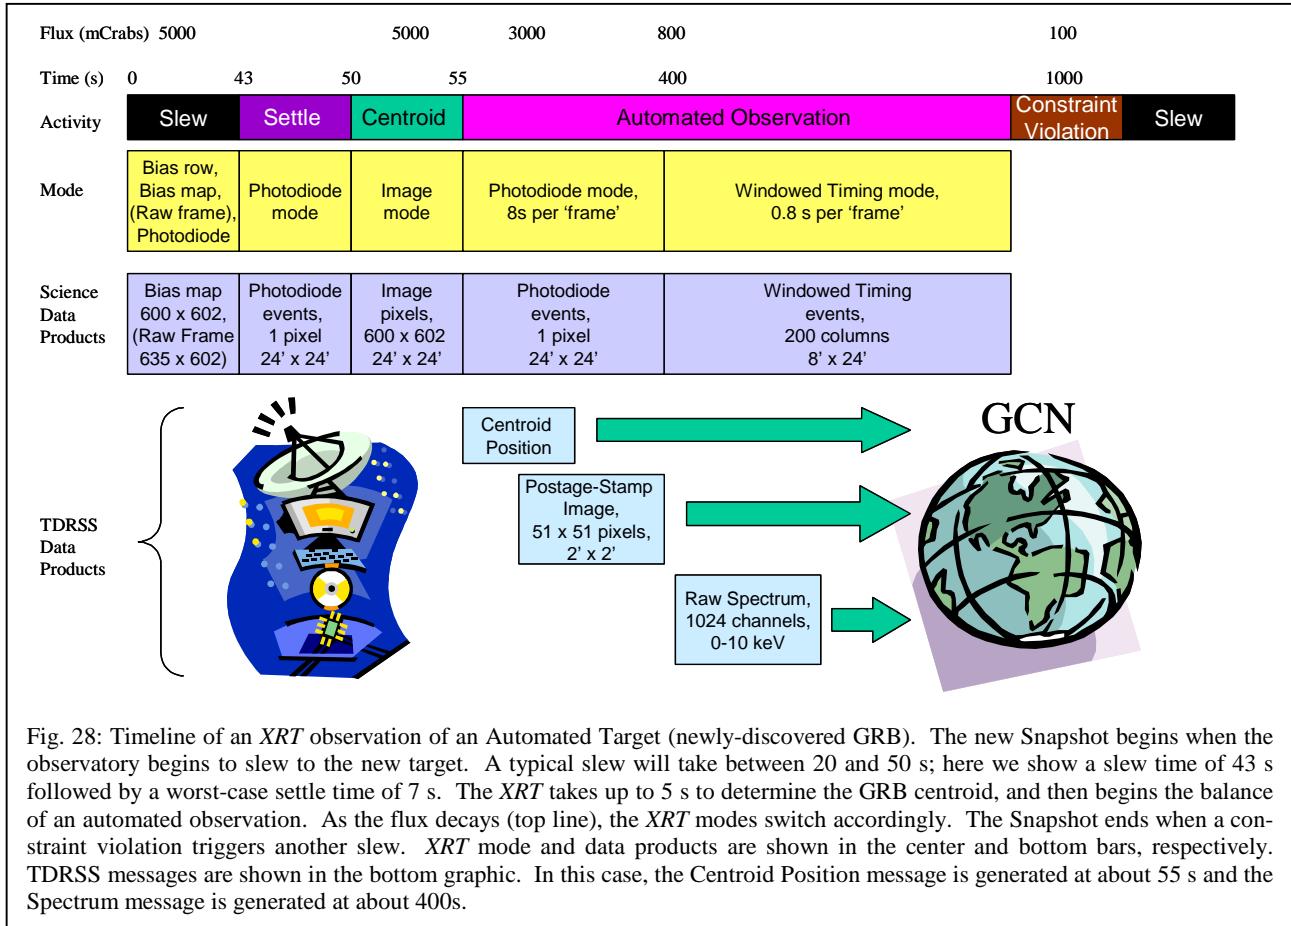 Flux (mCrabs) 5000 5000 3000 800 100
Time (s) 0 43 50 55 400 1000
Activity
Slew
Settle
Centroid
Automated Observation
Constraint
Violation
Slew
Mode
Bias row,
Bias map,
(Raw frame),
Photodiode
Photodiode
mode
Image
mode
Photodiode mode,
8s per ‘frame’
Windowed Timing mode,
0.8 s per ‘frame’
Science
Data
Products
Bias map
600 x 602,
(Raw Frame
635 x 602)
Photodiode
events,
1 pixel
24’ x 24’
Image
pixels,
600 x 602
24’ x 24’
Photodiode
events,
1 pixel
24’ x 24’
Windowed Timing
events,
200 columns
8’ x 24’
TDRSS
Data
Products
Centroid
Position
GCN
Postage-Stamp
Image,
51 x 51 pixels,
2’ x 2’
Raw Spectrum,
1024 channels,
0-10 keV
Fig. 28: Timeline of an XRT observation of an Automated Target (newly-discovered GRB). The new Snapshot begins when the
observatory begins to slew to the new target. A typical slew will take between 20 and 50 s; here we show a slew time of 43 s
followed by a worst-case settle time of 7 s. The XRT takes up to 5 s to determine the GRB centroid, and then begins the balance
of an automated observation. As the flux decays (top line), the XRT modes switch accordingly. The Snapshot ends when a con-
straint violation triggers another slew. XRT mode and data products are shown in the center and bottom bars, respectively.
TDRSS messages are shown in the bottom graphic. In this case, the Centroid Position message is generated at about 55 s and the
Spectrum message is generated at about 400s.